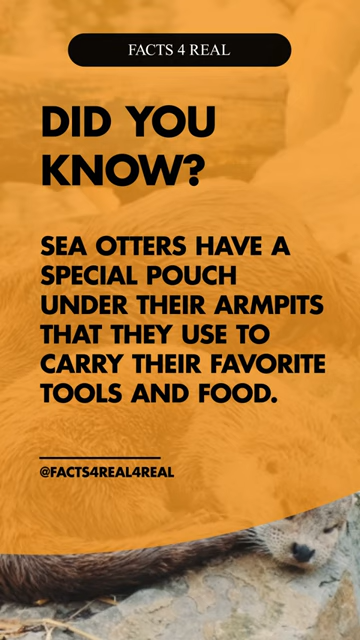 FACTS 4 REAL
DID YOU
KNOW?
SEA OTTERS HAVE A
SPECIAL POUCH
UNDER THEIR ARMPITS
THAT THEY USE TO
CARRY THEIR FAVORITE
TOOLS AND FOOD.
@FACTS4REAL4REAL